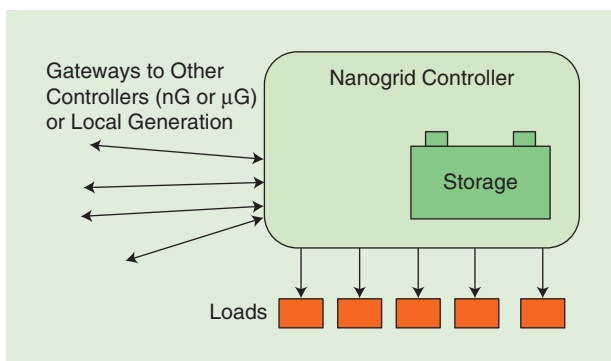 Gateways to Other
Controllers (nG or μG)
or Local Generation
Nanogrid Controller
Storage
Loads